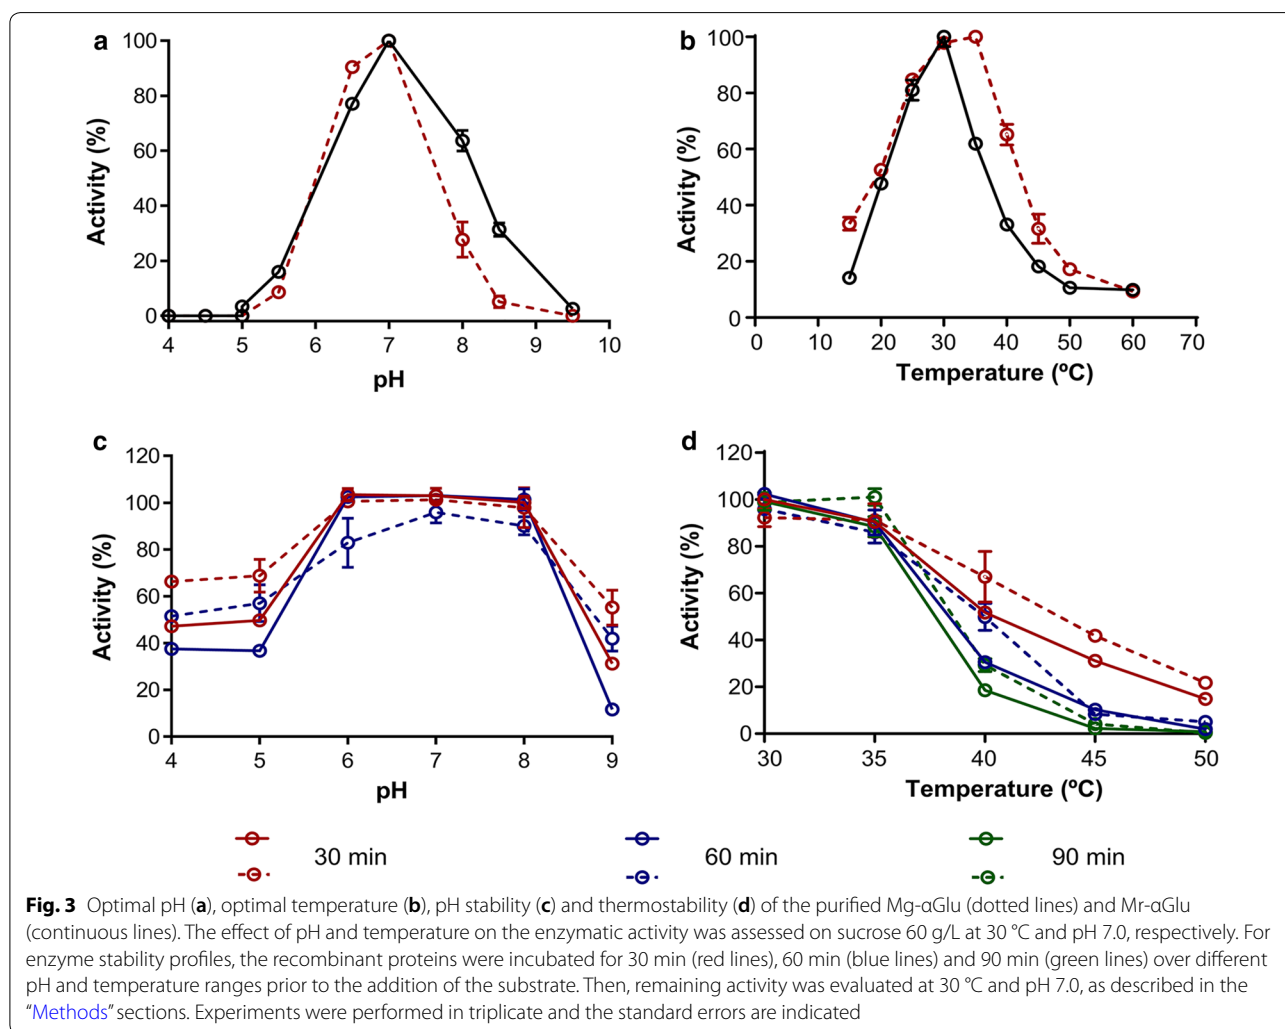 a
100
80
60
40
20
0
Activity (%)
4
5
6
7
8
9
10
pH
b
100
80
60
40
20
0
Activity (%)
0
10
20
30
40
50
60
70
Temperature (ºC)
c
120
100
80
60
40
20
0
Activity (%)
4
5
6
7
8
9
pH
d
120
100
80
60
40
20
0
Activity (%)
30
35
40
45
50
Temperature (ºC)
30 min
60 min
90 min
Fig. 3 Optimal pH (a), optimal temperature (b), pH stability (c) and thermostability (d) of the purified Mg-αGlu (dotted lines) and Mr-αGlu
(continuous lines). The effect of pH and temperature on the enzymatic activity was assessed on sucrose 60 g/L at 30 °C and pH 7.0, respectively. For
enzyme stability profiles, the recombinant proteins were incubated for 30 min (red lines), 60 min (blue lines) and 90 min (green lines) over different
pH and temperature ranges prior to the addition of the substrate. Then, remaining activity was evaluated at 30 °C and pH 7.0, as described in the
“Methods” sections. Experiments were performed in triplicate and the standard errors are indicated